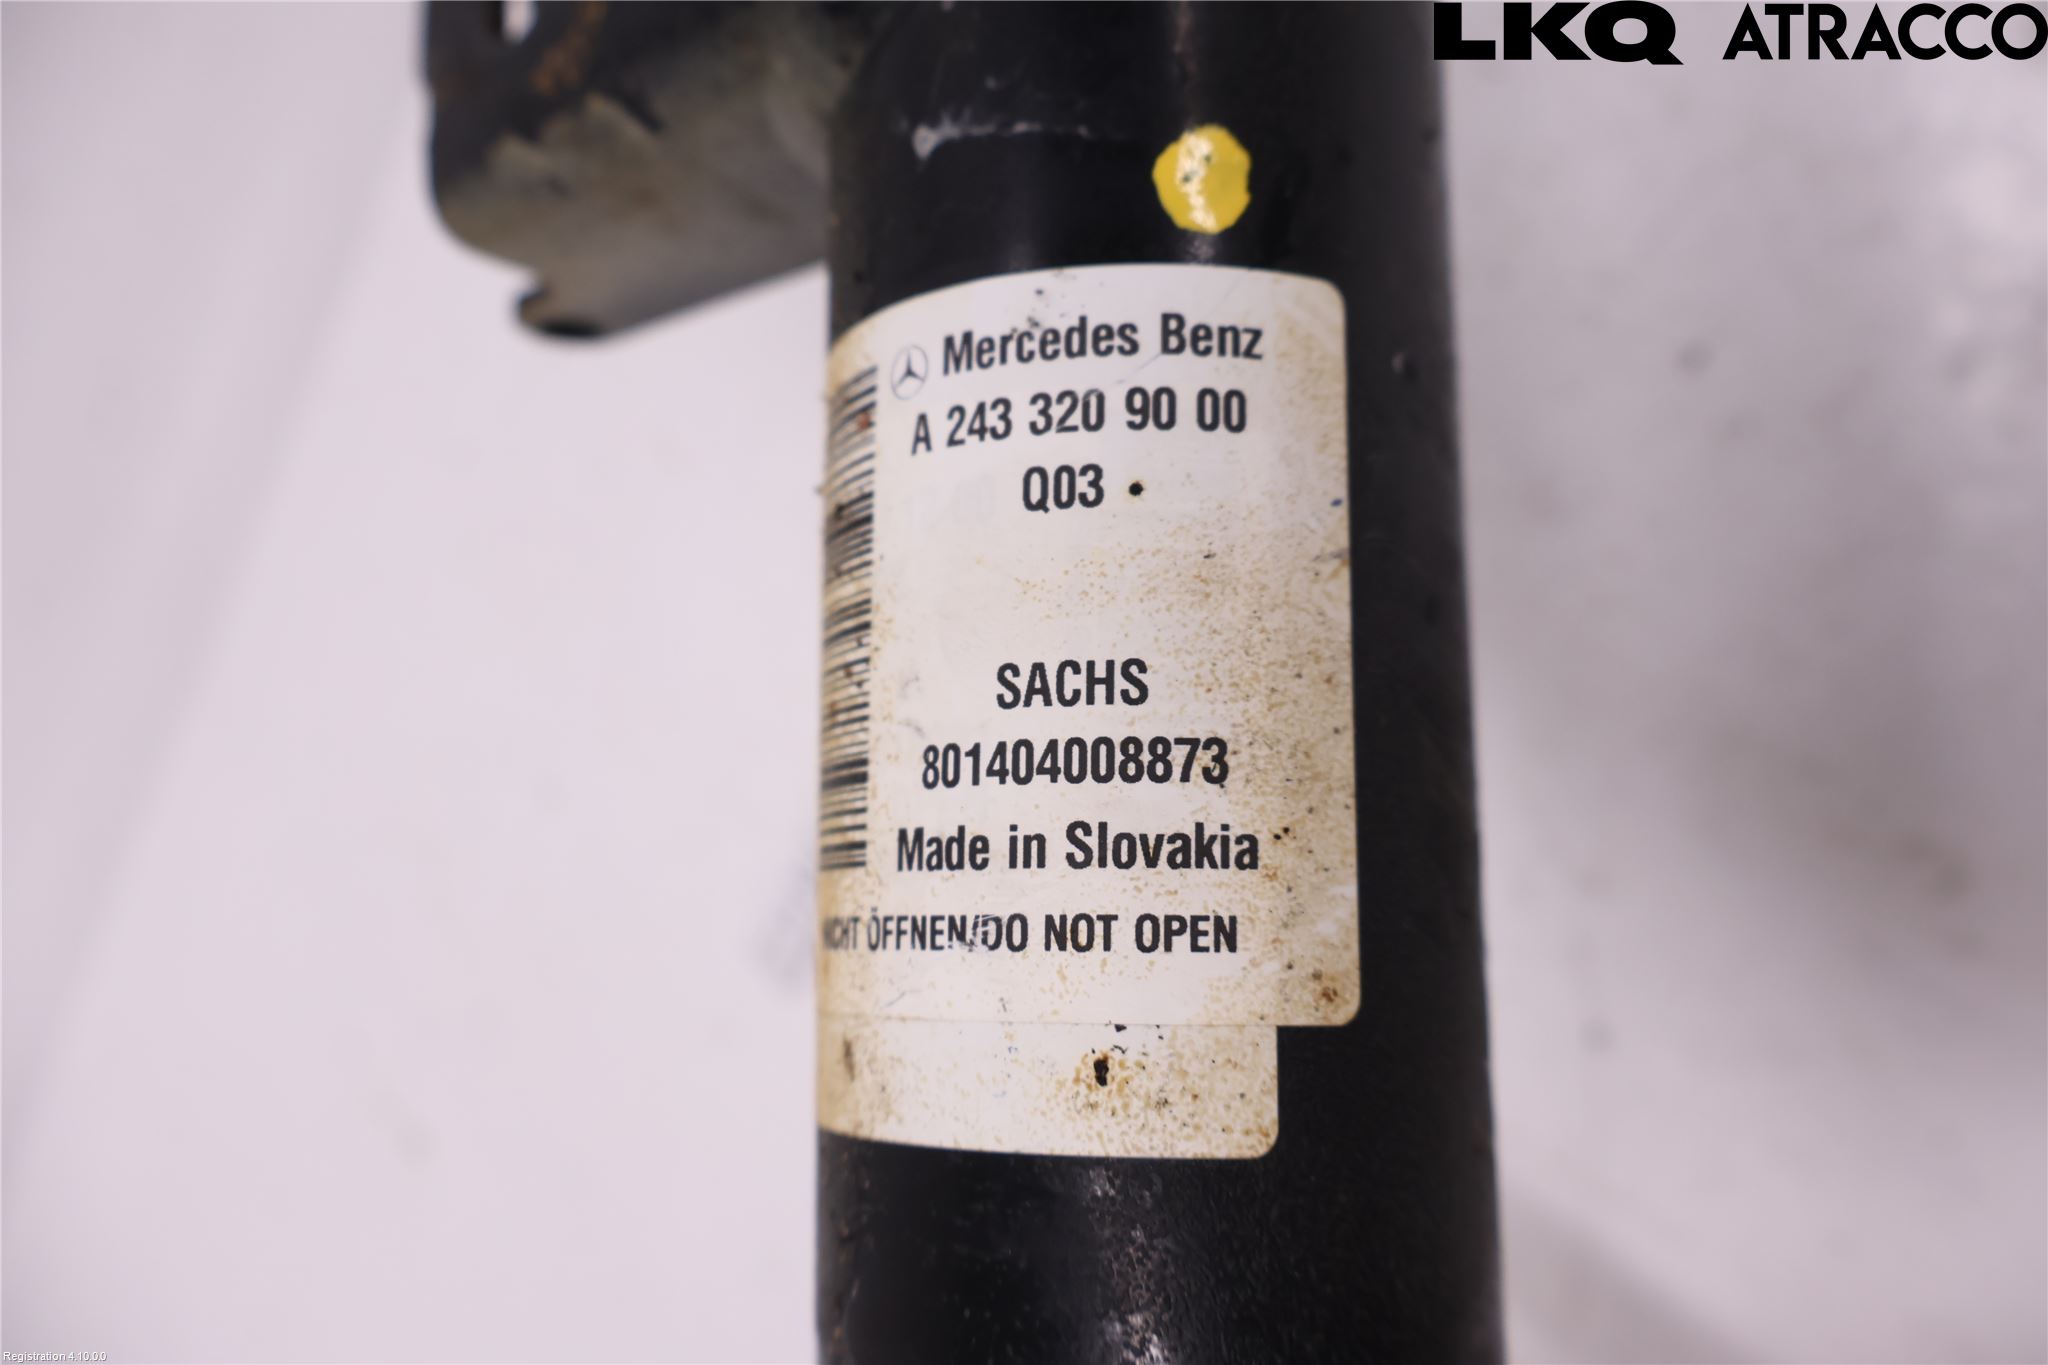 LKQ ATRACCO
Mercedes Benz
A 243 320 90 00
Q03
SACHS
801404008873
Made in Slovakia
NICHT ÖFFNEN/DO NOT OPEN
Registration 4.10.0.0